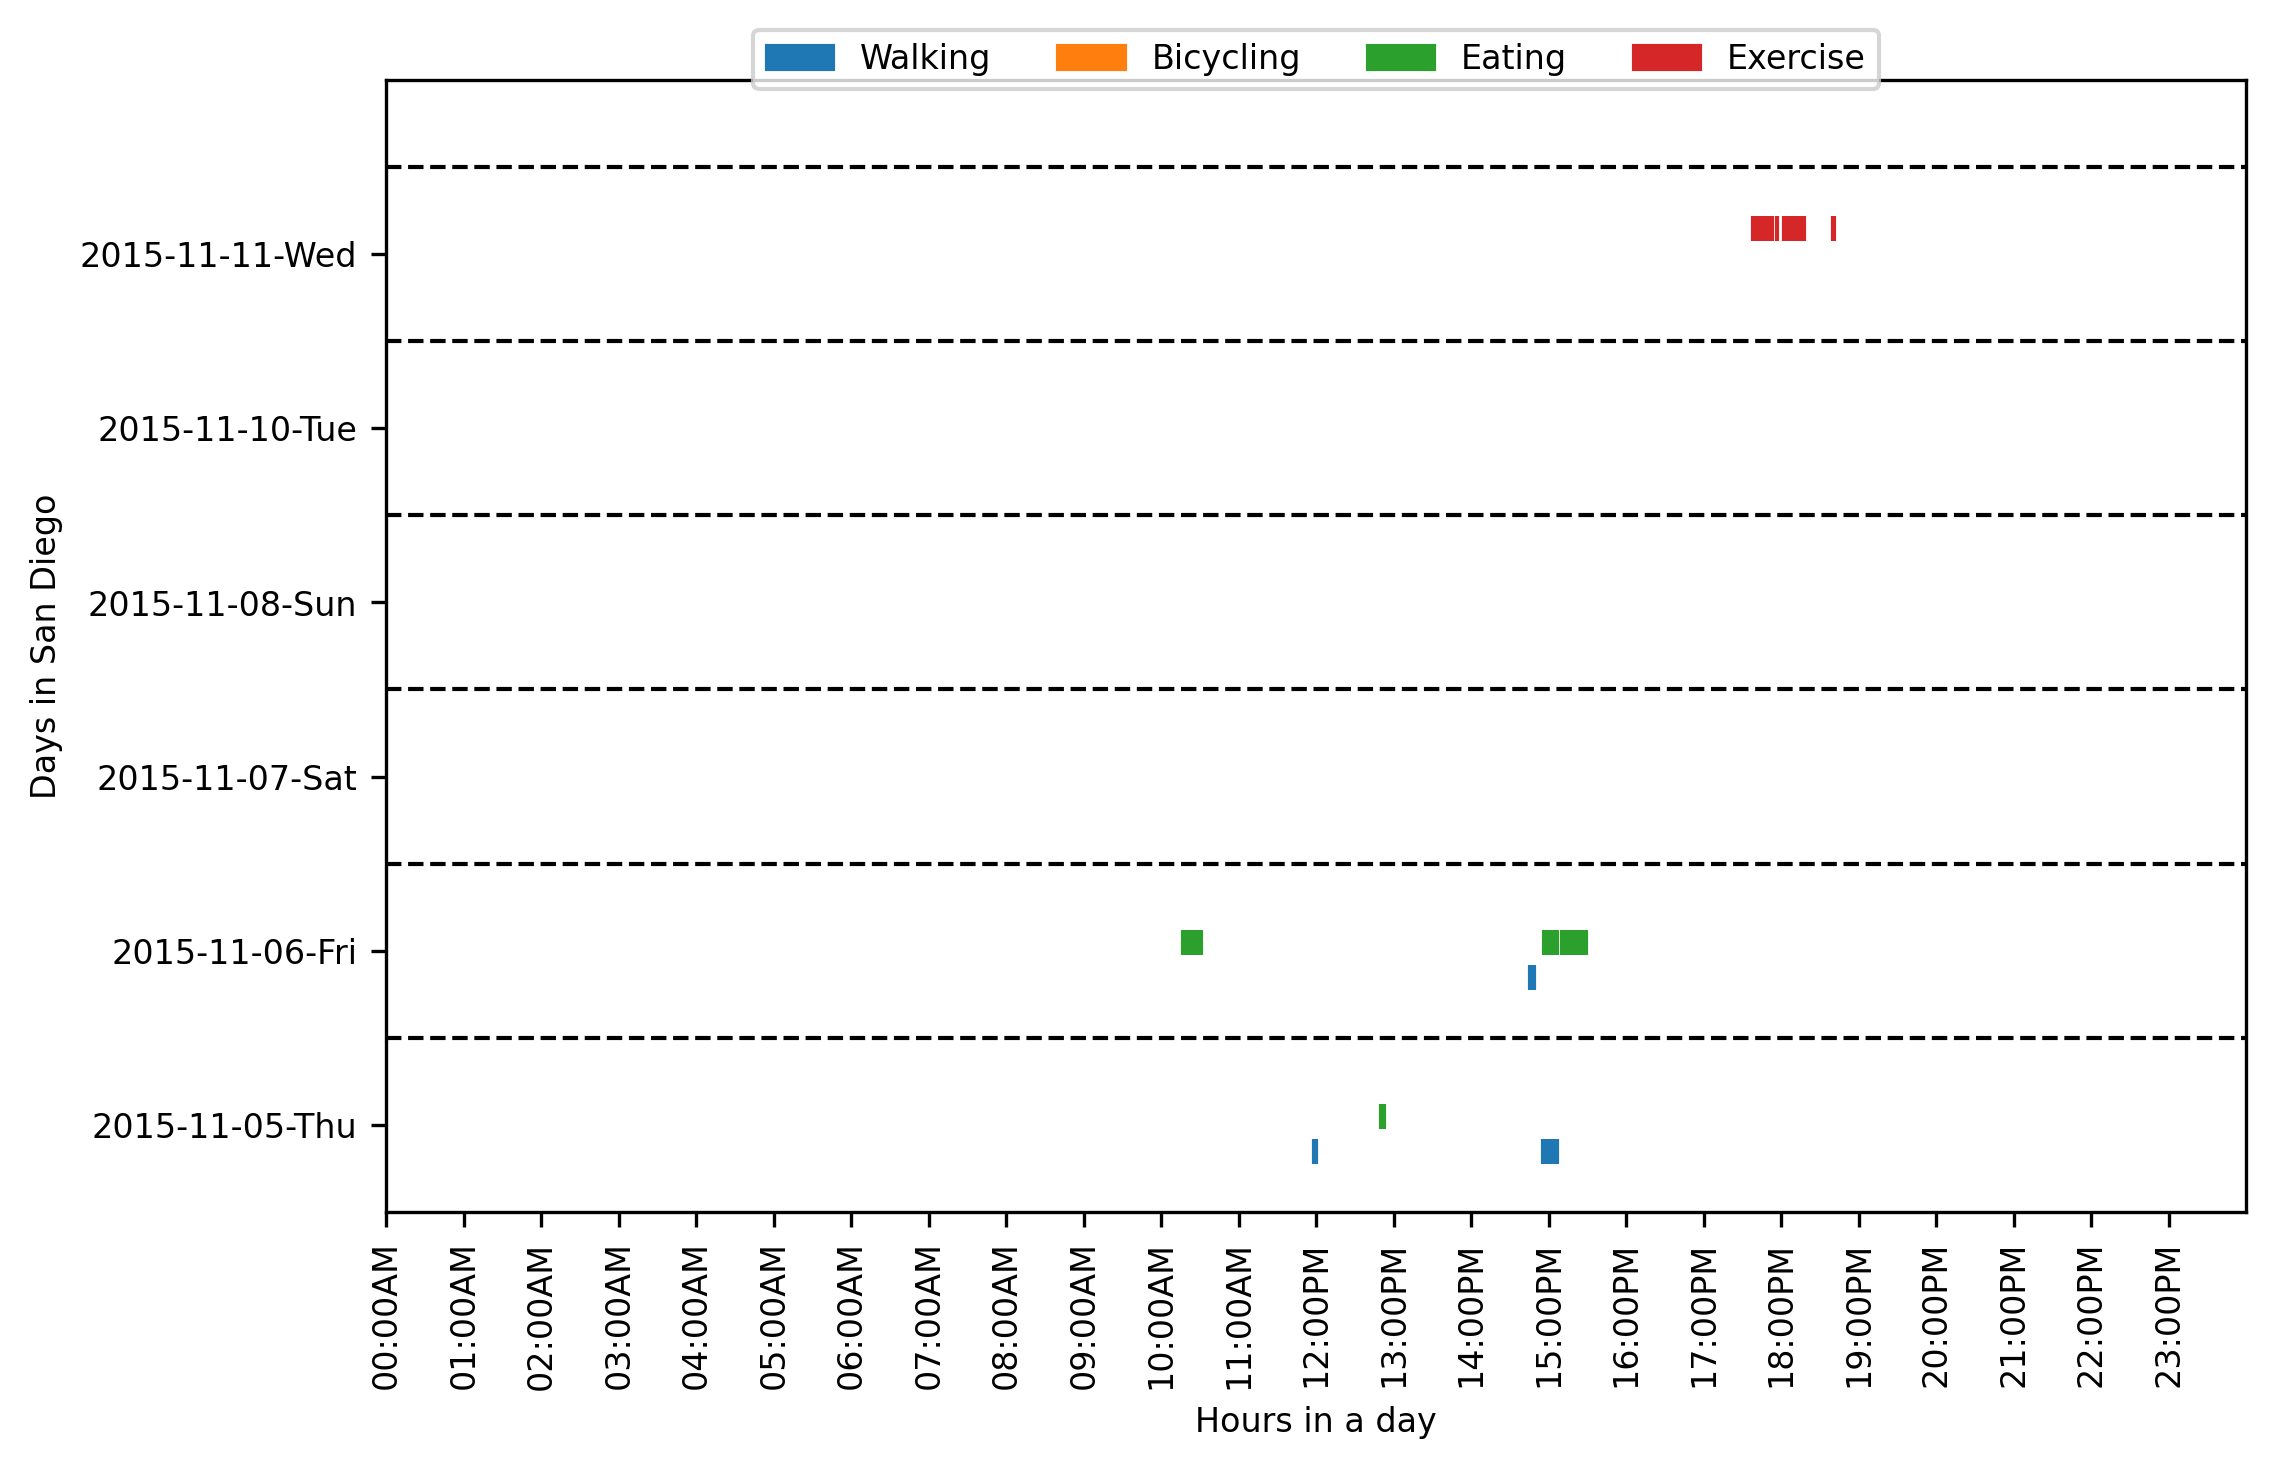 Walking Bicycling Eating Exercise
2015-11-11-Wed
2015-11-10-Tue
2015-11-08-Sun
2015-11-07-Sat
2015-11-06-Fri
2015-11-05-Thu
Days in San Diego
00:00AM
01:00AM
02:00AM
03:00AM
04:00AM
05:00AM
06:00AM
07:00AM
08:00AM
09:00AM
10:00AM
11:00AM
12:00PM
13:00PM
14:00PM
15:00PM
16:00PM
17:00PM
18:00PM
19:00PM
20:00PM
21:00PM
22:00PM
23:00PM
Hours in a day